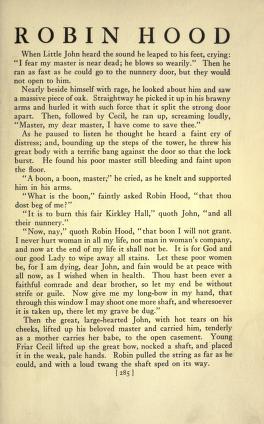 ROBIN HOOD
When Little John heard the sound he leaped to his feet, crying:
"I fear my master is near dead; he blows so wearily." Then he
ran as fast as he could go to the nunnery door, but they would
not open to him.
Nearly beside himself with rage, he looked about him and saw
a massive piece of oak. Straightway he picked it up in his brawny
arms and hurled it with such force that it split the strong door
apart. Then, followed by Cecil, he ran up, screaming loudly,
"Master, my dear master, I have come to save thee."
As he paused to listen he thought he heard a faint cry of
distress; and, bounding up the steps of the tower, he threw his
great body with a terrific bang against the door so that the lock
burst. He found his poor master still bleeding and faint upon
the floor.
"A boon, a boon, master," he cried, as he knelt and supported
him in his arms.
"What is the boon," faintly asked Robin Hood, "that thou
dost beg of me?"
"It is to burn this fair Kirkley Hall," quoth John, "and all
their nunnery."
"Now, nay," quoth Robin Hood, "that boon I will not grant.
I never hurt woman in all my life, nor man in woman's company,
and now at the end of my life it shall not be. It is for God and
our good Lady to wipe away all stains. Let these poor women
be, for I am dying, dear John, and fain would be at peace with
all now, as I wished when in health. Thou hast been ever a
faithful comrade and dear brother, so let my end be without
strife or guile. Now give me my long-bow in my hand, that
through this window I may shoot one more shaft, and wheresoever
it is taken up, there let my grave be dug."
Then the great, large-hearted John, with hot tears on his
cheeks, lifted up his beloved master and carried him, tenderly
as a mother carries her babe, to the open casement. Young
Friar Cecil lifted up the great bow, nocked a shaft, and placed
it in the weak, pale hands. Robin pulled the string as far as he
could, and with a loud twang the shaft sped on its way.
[285]